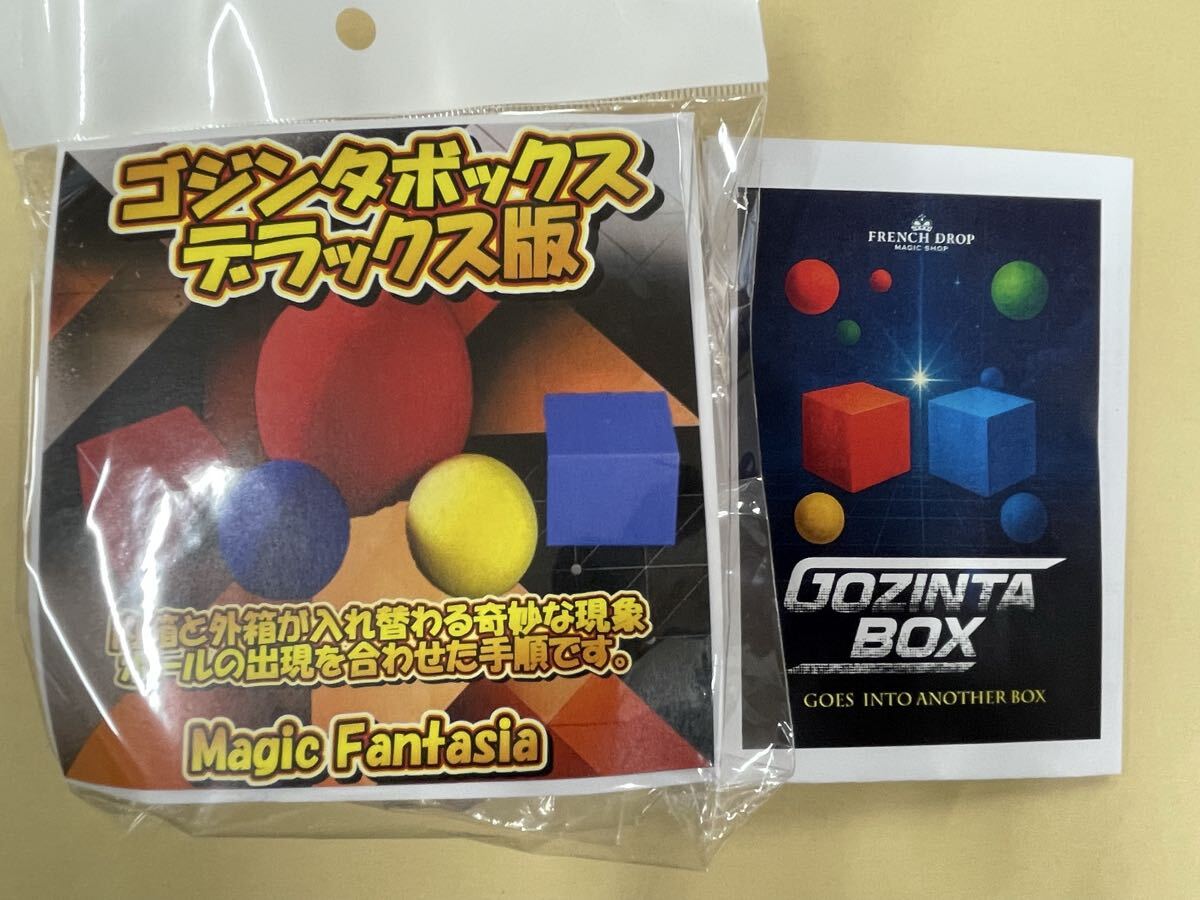 ゴジンタボックス
デラックス版
箱と外箱が入れ替わる奇妙な現象
ボールの出現を合わせた手順です。
Magic Fantasia
FRENCH DROP
MAGIC SHOP
GOZINTA
BOX
GOES INTO ANOTHER BOX